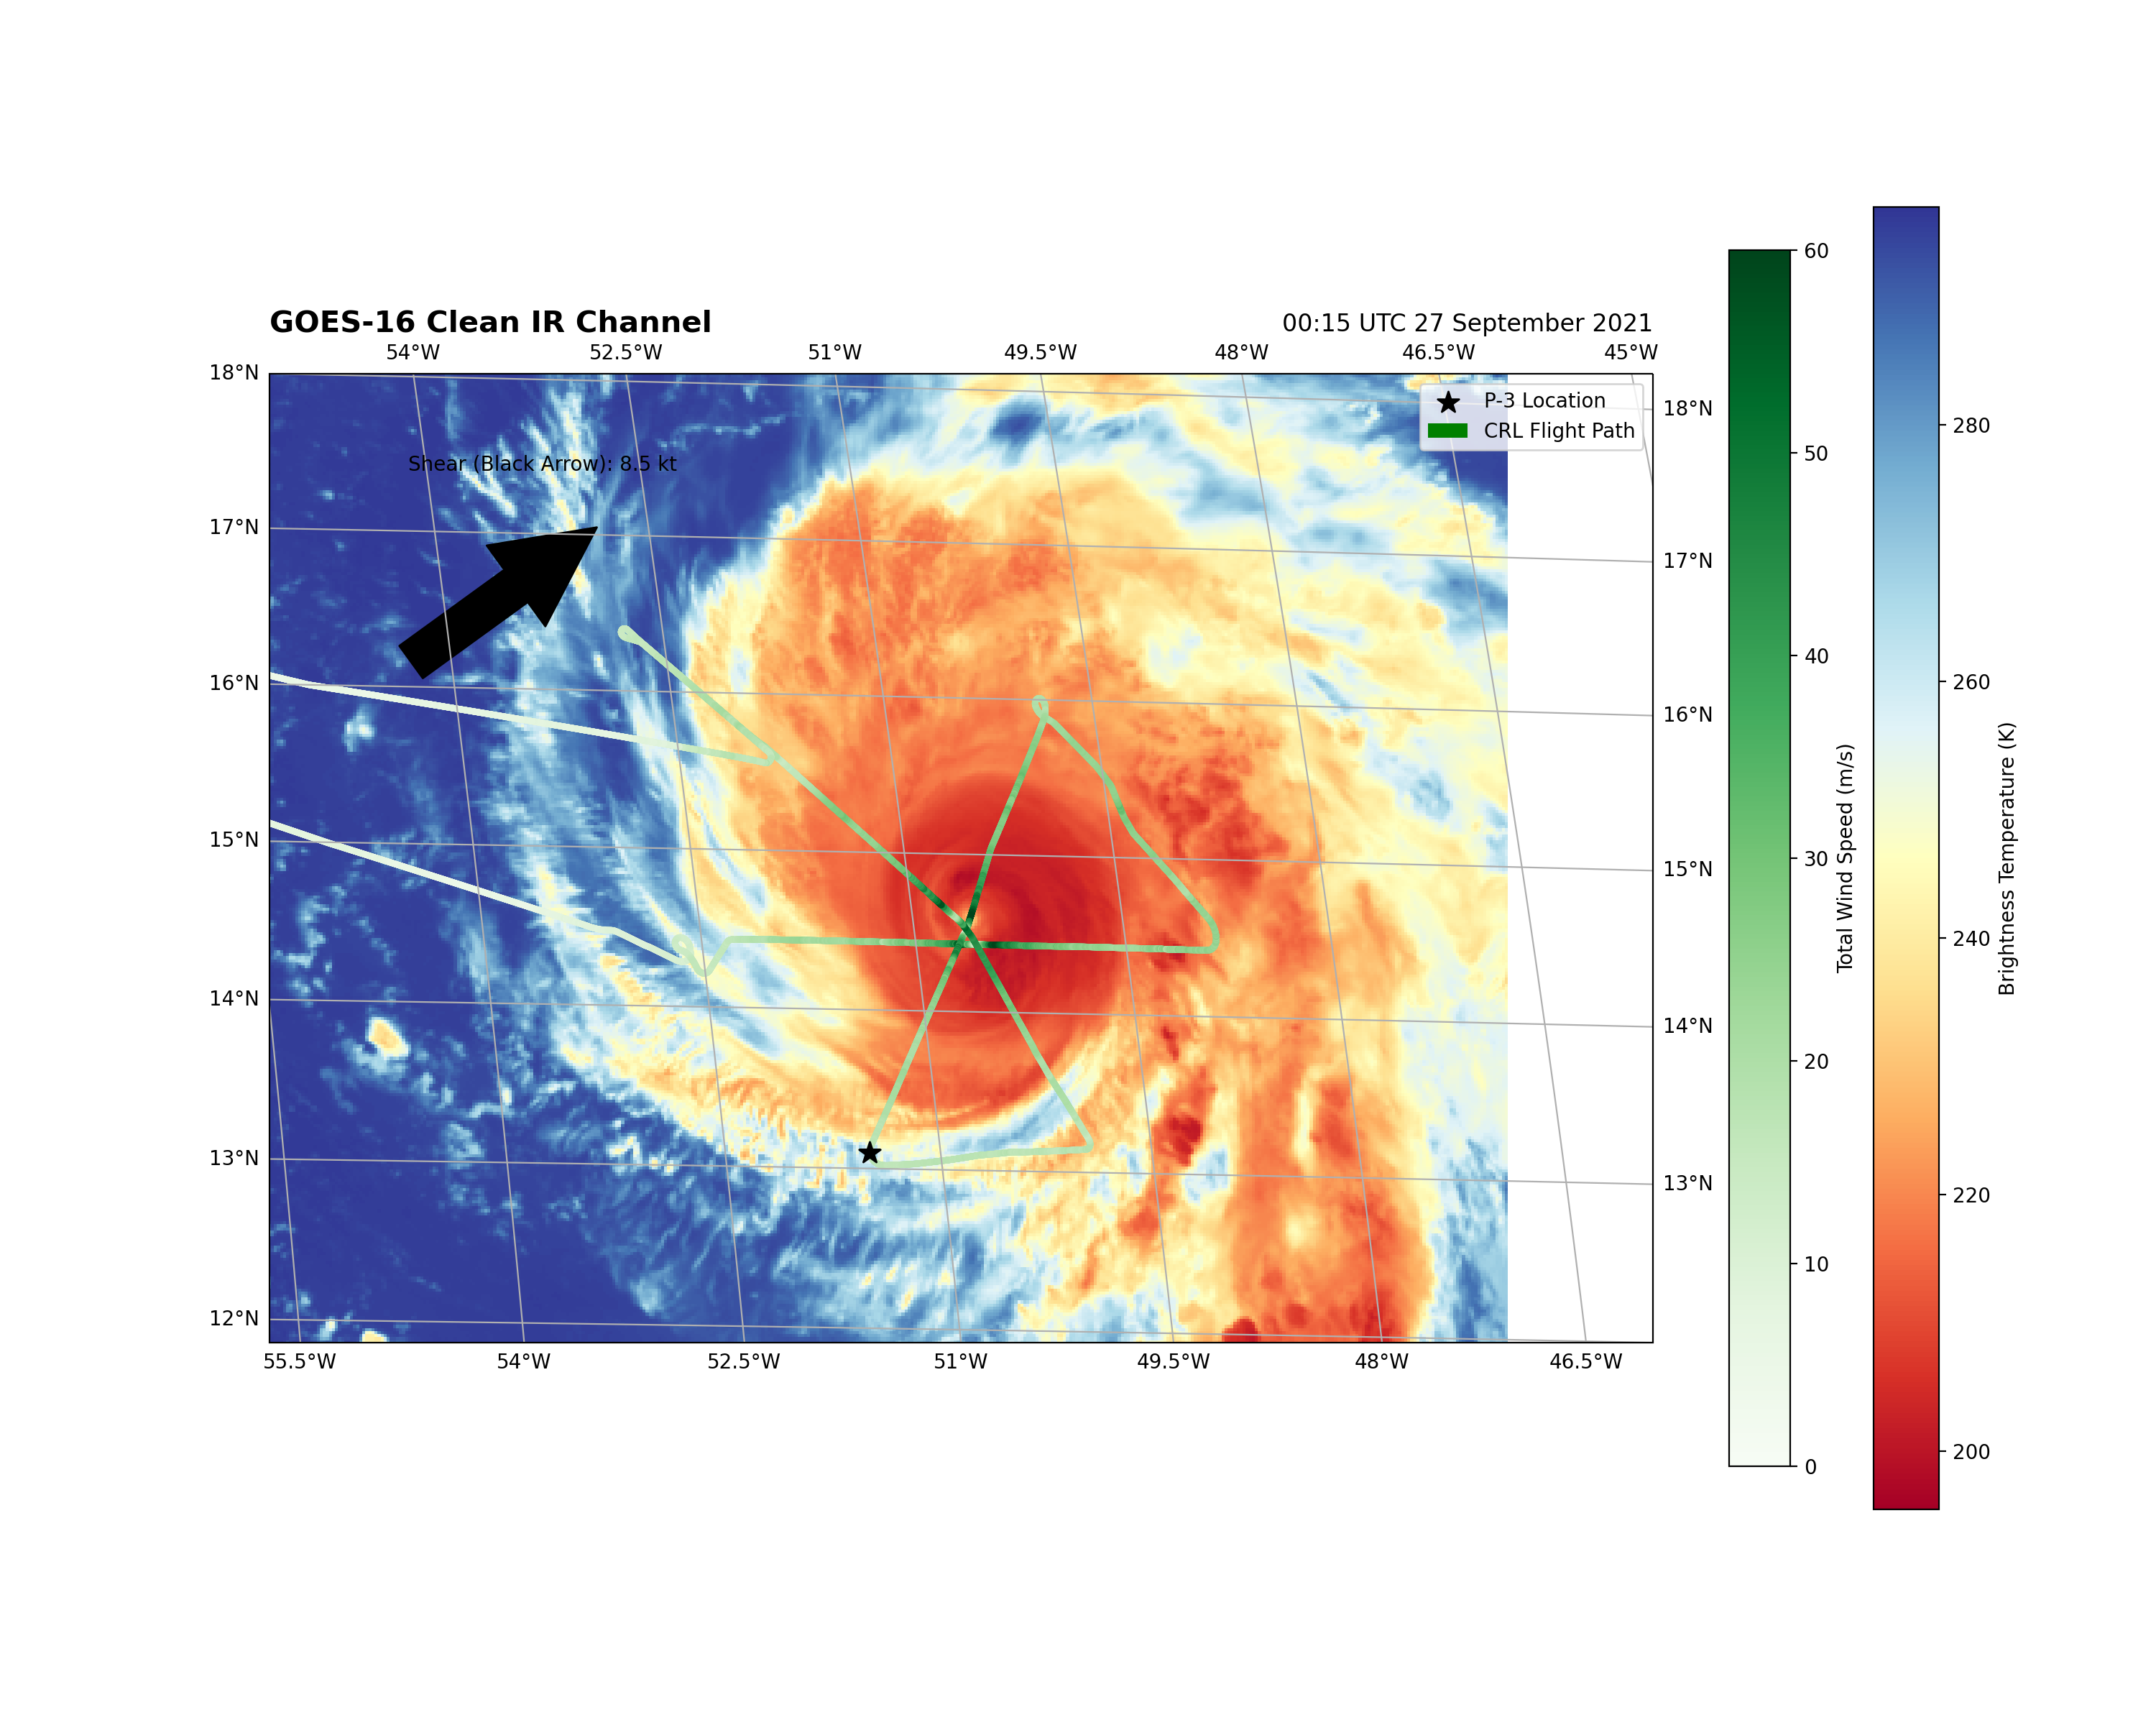 GOES-16 Clean IR Channel
00:15 UTC 27 September 2021
54°W 52.5°W 51°W 49.5°W 48°W 46.5°W 45°W
P-3 Location
CRL Flight Path
Shear (Black Arrow): 8.5 kt
18°N
17°N
16°N
15°N
14°N
13°N
12°N
18°N
17°N
16°N
15°N
14°N
13°N
55.5°W 54°W 52.5°W 51°W 49.5°W 48°W 46.5°W
60
50
40
30
20
10
0
Total Wind Speed (m/s)
280
260
240
220
200
Brightness Temperature (K)